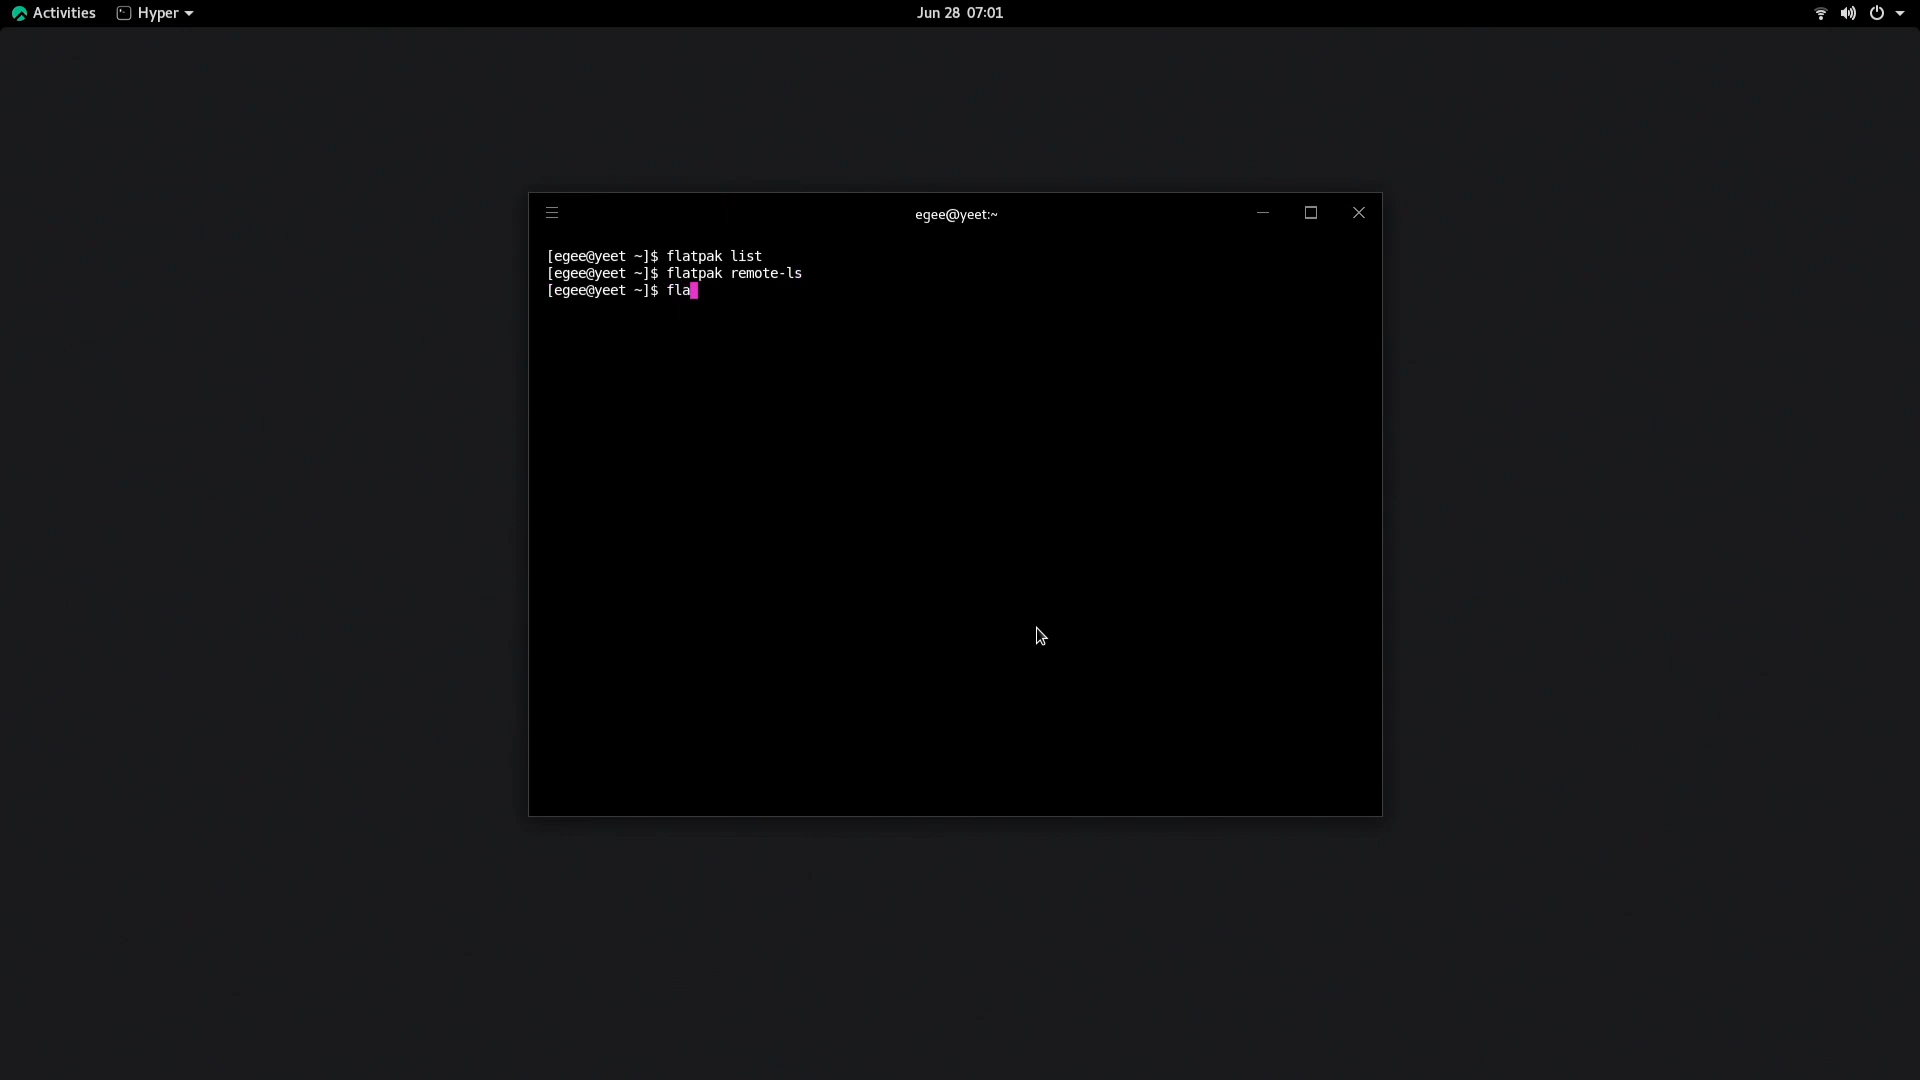 Activities Hyper Jun 28 07:01
egee@yeet:~
[egee@yeet ~]$ flatpak list
[egee@yeet ~]$ flatpak remote-ls
[egee@yeet ~]$ fla